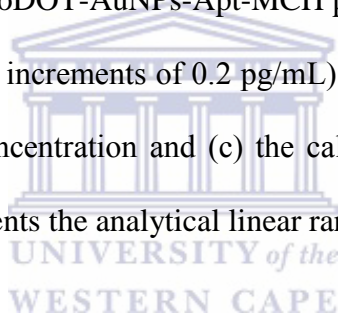 oDOT-AuNPs-Apt-MCH
increments of 0.2 pg/mL)
ncentration and (c) the cal
ents the analytical linear ran
UNIVERSITY of the
WESTERN CAPE